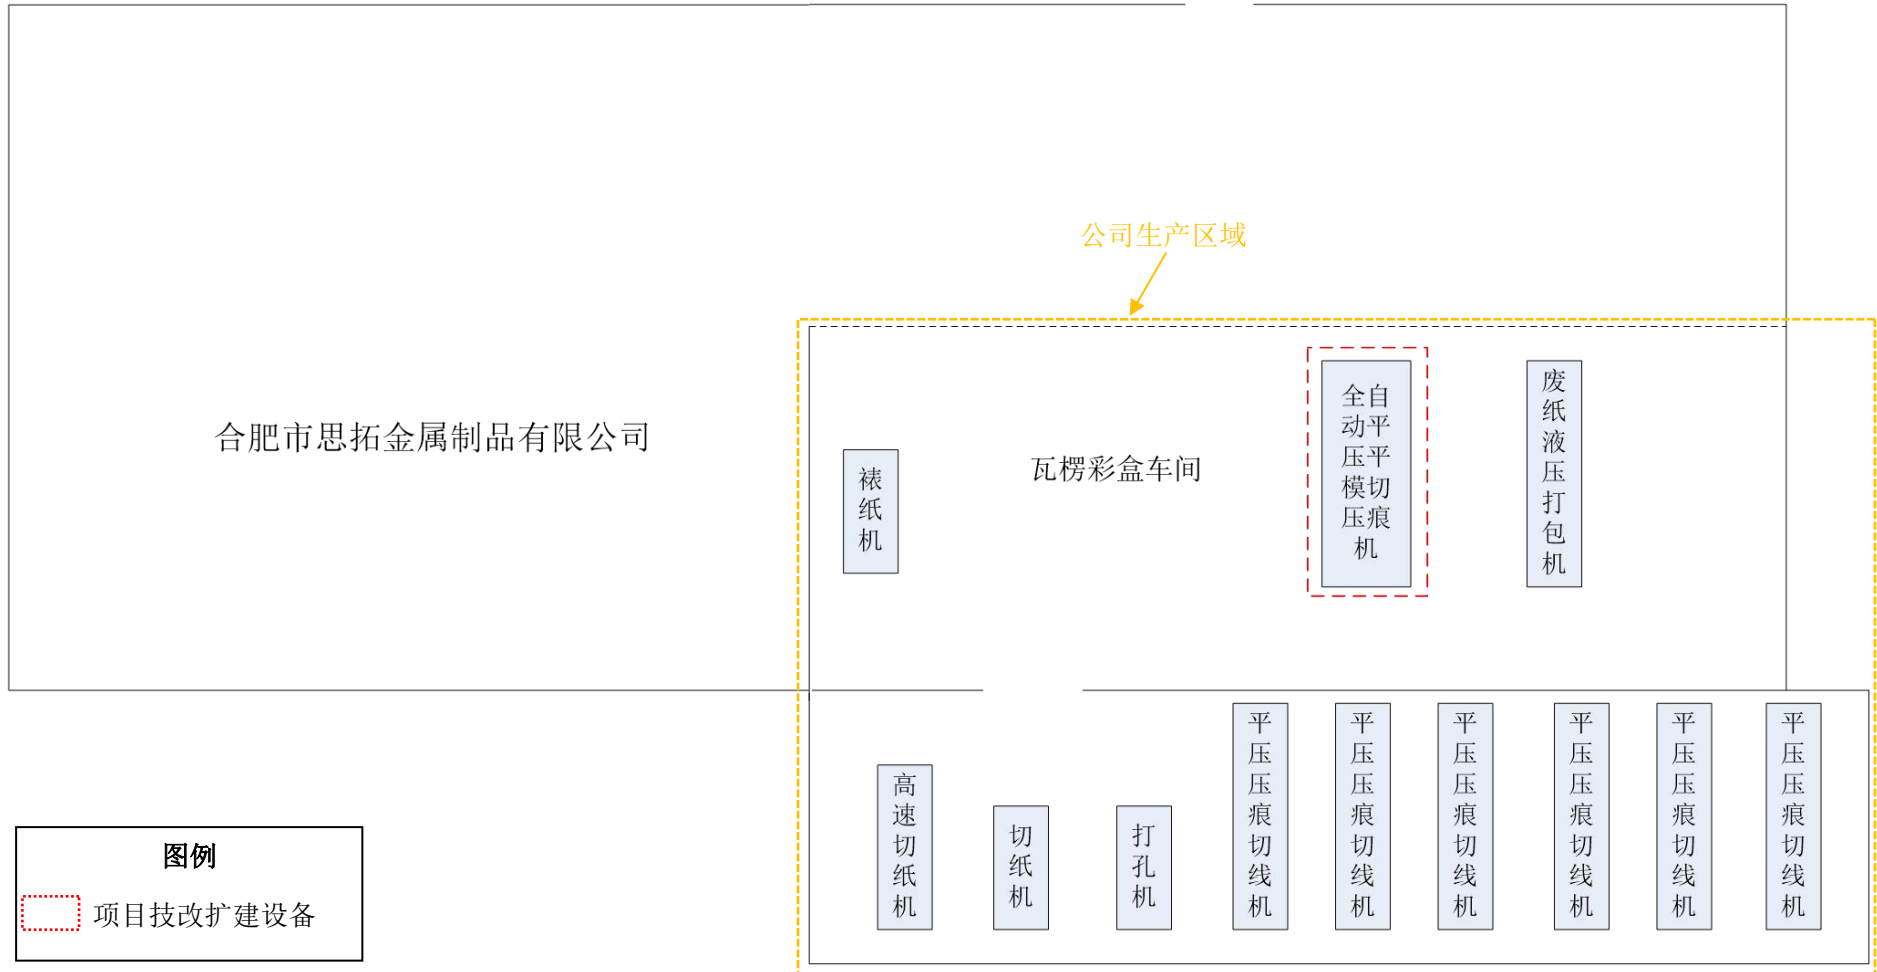 公司生产区域
合肥市思拓金属制品有限公司
瓦楞彩盒车间
裱纸机
全自动平压平模切压痕机
废纸液压打包机
高速切纸机
切纸机
打孔机
平压压痕切线机
平压压痕切线机
平压压痕切线机
平压压痕切线机
平压压痕切线机
平压压痕切线机
图例
项目技改扩建设备